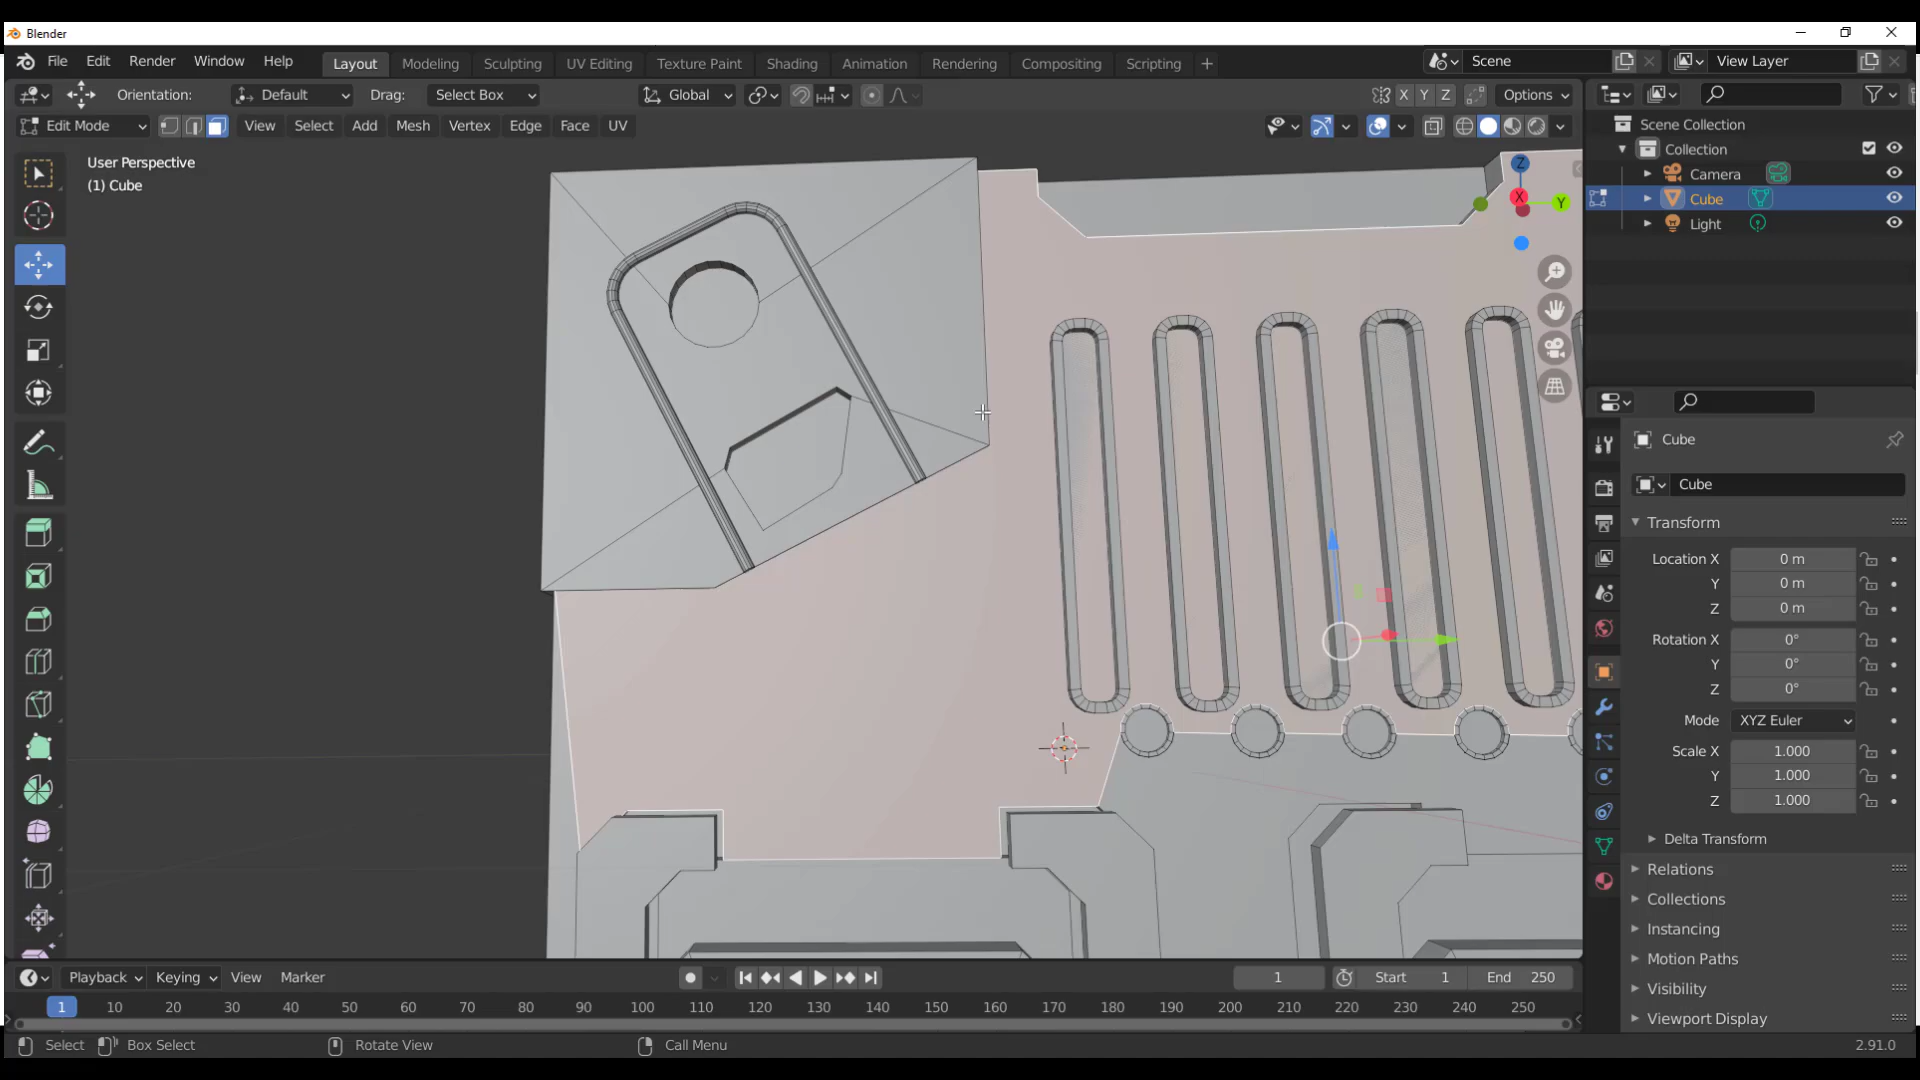 Blender
File Edit Render Window Help Layout Modeling Sculpting UV Editing Texture Paint Shading Animation Rendering Compositing Scripting + Scene View Layer
Orientation: Default Drag: Select Box Global X Y Z Options
Edit Mode View Select Add Mesh Vertex Edge Face UV
User Perspective
(1) Cube
Z
X
Y
Scene Collection
Collection
Camera
Cube
Light
Cube
Cube
Transform
Location X 0 m
Y 0 m
Z 0 m
Rotation X 0°
Y 0°
Z 0°
Mode XYZ Euler
Scale X 1.000
Y 1.000
Z 1.000
Delta Transform
Relations
Collections
Instancing
Motion Paths
Visibility
Viewport Display
Playback Keying View Marker 1 Start 1 End 250
1 10 20 30 40 50 60 70 80 90 100 110 120 130 140 150 160 170 180 190 200 210 220 230 240 250
Select Box Select Rotate View Call Menu 2.91.0